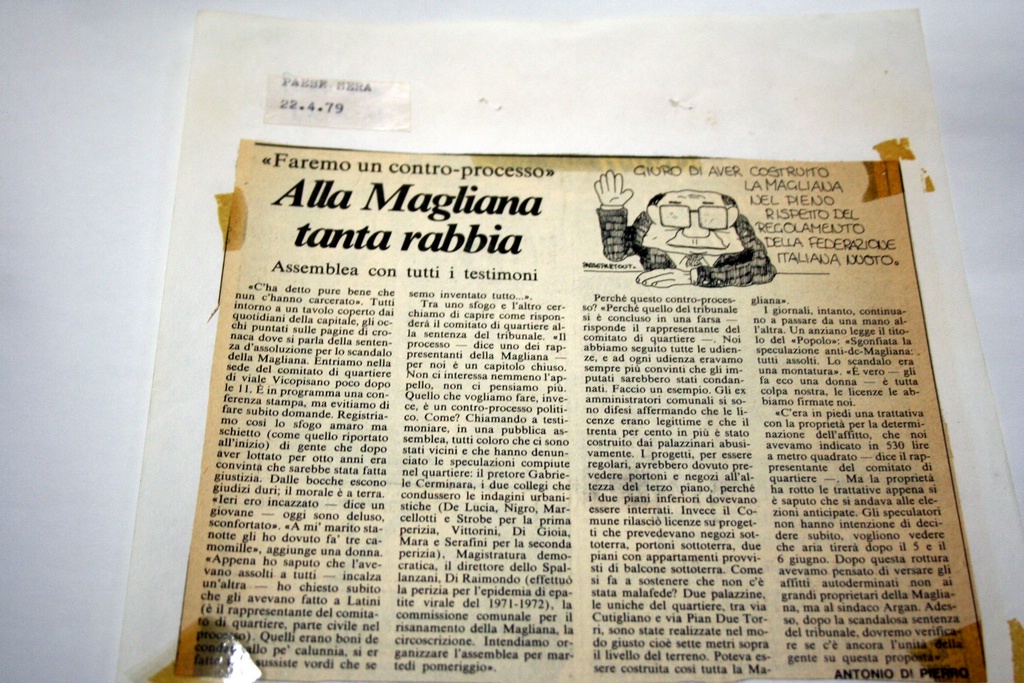 PAESE SERA
22.4.79
«Faremo un contro-processo»
Alla Magliana
tanta rabbia
Assemblea con tutti i testimoni
GIURO DI AVER COSTRUITO
LA MAGLIANA
NEL PIENO
RISPETTO DEL
REGOLAMENTO
DELLA FEDERAZIONE
ITALIANA NUOTO.
«C'ha detto pure bene che
nun c'hanno carcerato». Tutti
intorno a un tavolo coperto dai
quotidiani della capitale, gli oc-
chi puntati sulle pagine di cro-
naca dove si parla della senten-
za d'assoluzione per lo scandalo
della Magliana. Entriamo nella
sede del comitato di quartiere
di viale Vicopisano poco dopo
le 11. È in programma una con-
ferenza stampa, ma evitiamo di
fare subito domande. Registria-
mo così lo sfogo amaro ma
schietto (come quello riportato
all'inizio) di gente che dopo
aver lottato per otto anni era
convinta che sarebbe stata fatta
giustizia. Dalle bocche escono
giudizi duri; il morale è a terra.
«Ieri ero incazzato — dice un
giovane — oggi sono deluso,
sconfortato». «A mi' marito sta-
notte gli ho dovuto fa' tre ca-
momille», aggiunge una donna.
«Appena ho saputo che l'ave-
vano assolti a tutti — incalza
un'altra — ho chiesto subito
che gli avevano fatto a Latini
(è il rappresentante del comita-
to di quartiere, parte civile nel
processo). Quelli erano boni de
allo pe' calunnia, si er
sussiste vordì che se
semo inventato tutto...».
Tra uno sfogo e l'altro cer-
chiamo di capire come rispon-
derà il comitato di quartiere al-
la sentenza del tribunale. «Il
processo — dice uno dei rap-
presentanti della Magliana —
per noi è un capitolo chiuso.
Non ci interessa nemmeno l'ap-
pello, non ci pensiamo più.
Quello che vogliamo fare, inve-
ce, è un contro-processo politi-
co. Come? Chiamando a testi-
moniare, in una pubblica as-
semblea, tutti coloro che ci sono
stati vicini e che hanno denun-
ciato le speculazioni compiute
nel quartiere: il pretore Gabrie-
le Cerminara, i due collegi che
condussero le indagini urbani-
stiche (De Lucia, Nigro, Mar-
cellotti e Strobe per la prima
perizia, Vittorini, Di Gioia,
Mara e Serafini per la seconda
perizia), Magistratura demo-
cratica, il direttore dello Spal-
lanzani, Di Raimondo (effettuò
la perizia per l'epidemia di epa-
tite virale del 1971-1972), la
commissione comunale per il
risanamento della Magliana, la
circoscrizione. Intendiamo or-
ganizzare l'assemblea per mar-
tedì pomeriggio».
Perché questo contro-proces-
so? «Perché quello del tribunale
si è concluso in una farsa —
risponde il rappresentante del
comitato di quartiere —. Noi
abbiamo seguito tutte le udien-
ze, e ad ogni udienza eravamo
sempre più convinti che gli im-
putati sarebbero stati condan-
nati. Faccio un esempio. Gli ex
amministratori comunali si so-
no difesi affermando che le li-
cenze erano legittime e che il
trenta per cento in più è stato
costruito dai palazzinari abusi-
vamente. I progetti, per essere
regolari, avrebbero dovuto pre-
vedere portoni e negozi all'al-
tezza del terzo piano, perché
i due piani inferiori dovevano
essere interrati. Invece il Co-
mune rilasciò licenze su proget-
ti che prevedevano negozi sot-
toterra, portoni sottoterra, due
piani con appartamenti provvi-
sti di balcone sottoterra. Come
si fa a sostenere che non c'è
stata malafede? Due palazzine,
le uniche del quartiere, tra via
Cutigliano e via Pian Due Tor-
ri, sono state realizzate nel mo-
do giusto cioè sette metri sopra
il livello del terreno. Poteva es-
sere costruita così tutta la Ma-
gliana».
I giornali, intanto, continua-
no a passare da una mano al-
l'altra. Un anziano legge il tito-
lo del «Popolo»: «Sgonfiata la
speculazione anti-dc-Magliana:
tutti assolti. Lo scandalo era
una montatura». «È vero — gli
fa eco una donna — è tutta
colpa nostra, le licenze le ab-
biamo firmate noi.
«C'era in piedi una trattativa
con la proprietà per la determi-
nazione dell'affitto, che noi
avevamo indicato in 530 lire
a metro quadrato — dice il rap-
presentante del comitato di
quartiere —. Ma la proprietà
ha rotto le trattative appena si
è saputo che si andava alle ele-
zioni anticipate. Gli speculatori
non hanno intenzione di deci-
dere subito, vogliono vedere
che aria tirerà dopo il 5 e il
6 giugno. Dopo questa rottura
avevamo pensato di versare gli
affitti autoderminati non ai
grandi proprietari della Maglia-
na, ma al sindaco Argan. Ades-
so, dopo la scandalosa sentenza
del tribunale, dovremo verifica-
re se c'è ancora l'unità della
gente su questa proposta».
ANTONIO DI PIERRO